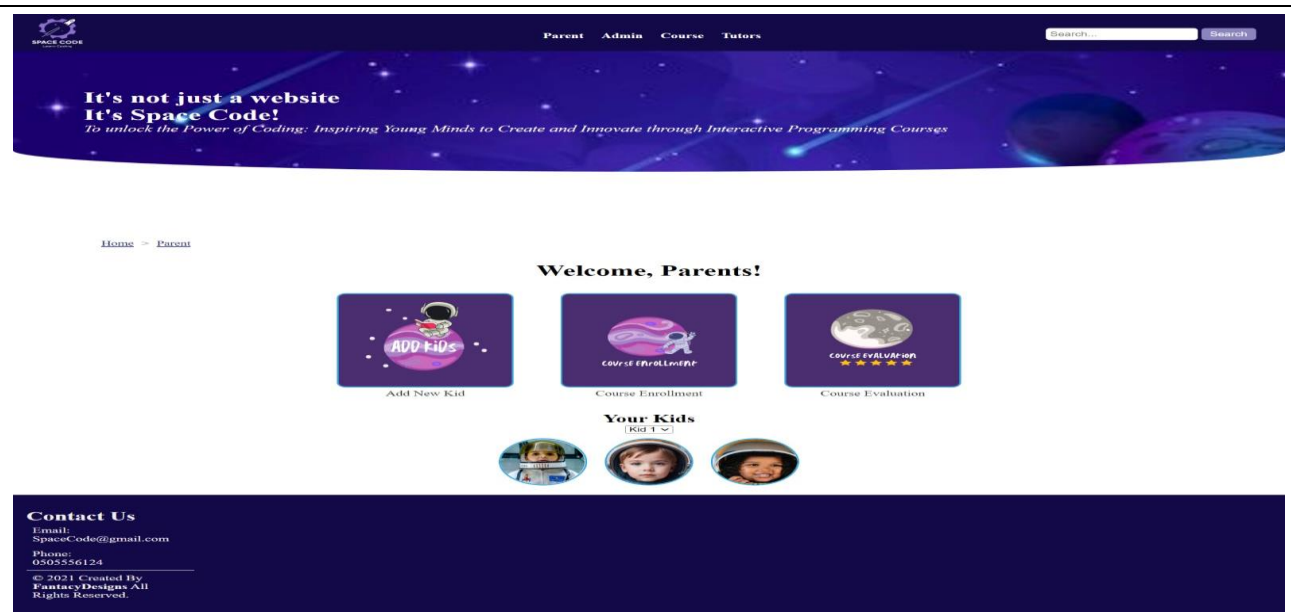 SPACE CODE
Learn Coding
Parent Admin Course Tutors
Search... Search
It's not just a website
It's Space Code!
To unlock the Power of Coding: Inspiring Young Minds to Create and Innovate through Interactive Programming Courses
Home > Parent
Welcome, Parents!
ADD KiDs
COURSE EnROLLMEnt
COURSE EVALUATiOn
Add New Kid
Course Enrollment
Course Evaluation
Your Kids
Kid 1
Contact Us
Email:
SpaceCode@gmail.com
Phone:
0505556124
© 2021 Created By
FantacyDesigns All
Rights Reserved.